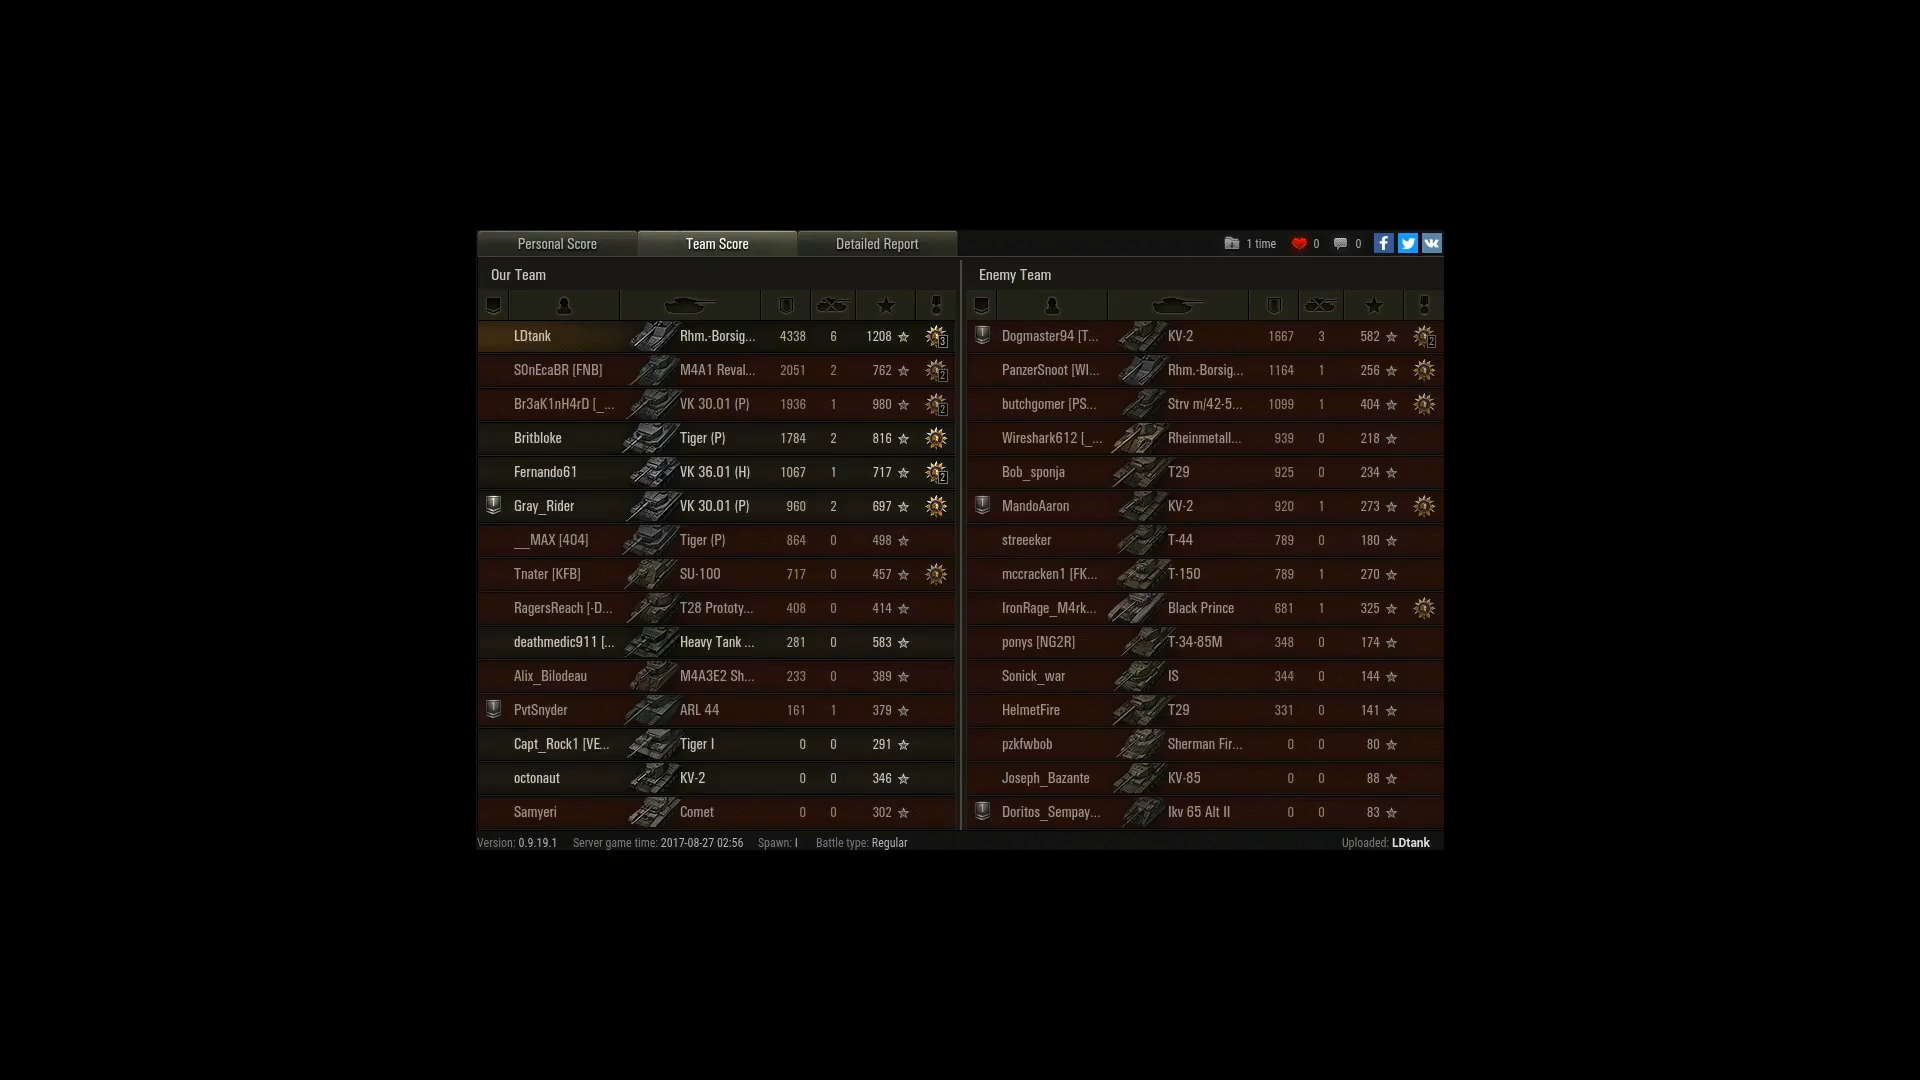 Personal Score Team Score Detailed Report 1 time 0 0
Our Team Enemy Team
LDtank Rhm.-Borsig... 4338 6 1208 3 Dogmaster94 [T... KV-2 1667 3 582 2
S0nEcaBR [FNB] M4A1 Reval... 2051 2 762 2 PanzerSnoot [WI... Rhm.-Borsig... 1164 1 256
Br3aK1nH4rD [_... VK 30.01 (P) 1936 1 980 2 butchgomer [PS... Strv m/42-5... 1099 1 404
Britbloke Tiger (P) 1784 2 816 Wireshark612 [_... Rheinmetall... 939 0 218
Fernando61 VK 36.01 (H) 1067 1 717 2 Bob_sponja T29 925 0 234
Gray_Rider VK 30.01 (P) 960 2 697 MandoAaron KV-2 920 1 273
__MAX [404] Tiger (P) 864 0 498 streeeker T-44 789 0 180
Tnater [KFB] SU-100 717 0 457 mccracken1 [FK... T-150 789 1 270
RagersReach [-D... T28 Prototy... 408 0 414 IronRage_M4rk... Black Prince 681 1 325
deathmedic911 [... Heavy Tank ... 281 0 583 ponys [NG2R] T-34-85M 348 0 174
Alix_Bilodeau M4A3E2 Sh... 233 0 389 Sonick_war IS 344 0 144
PvtSnyder ARL 44 161 1 379 HelmetFire T29 331 0 141
Capt_Rock1 [VE... Tiger I 0 0 291 pzkfwbob Sherman Fir... 0 0 80
octonaut KV-2 0 0 346 Joseph_Bazante KV-85 0 0 88
Samyeri Comet 0 0 302 Doritos_Sempay... Ikv 65 Alt II 0 0 83
Version: 0.9.19.1 Server game time: 2017-08-27 02:56 Spawn: I Battle type: Regular Uploaded: LDtank